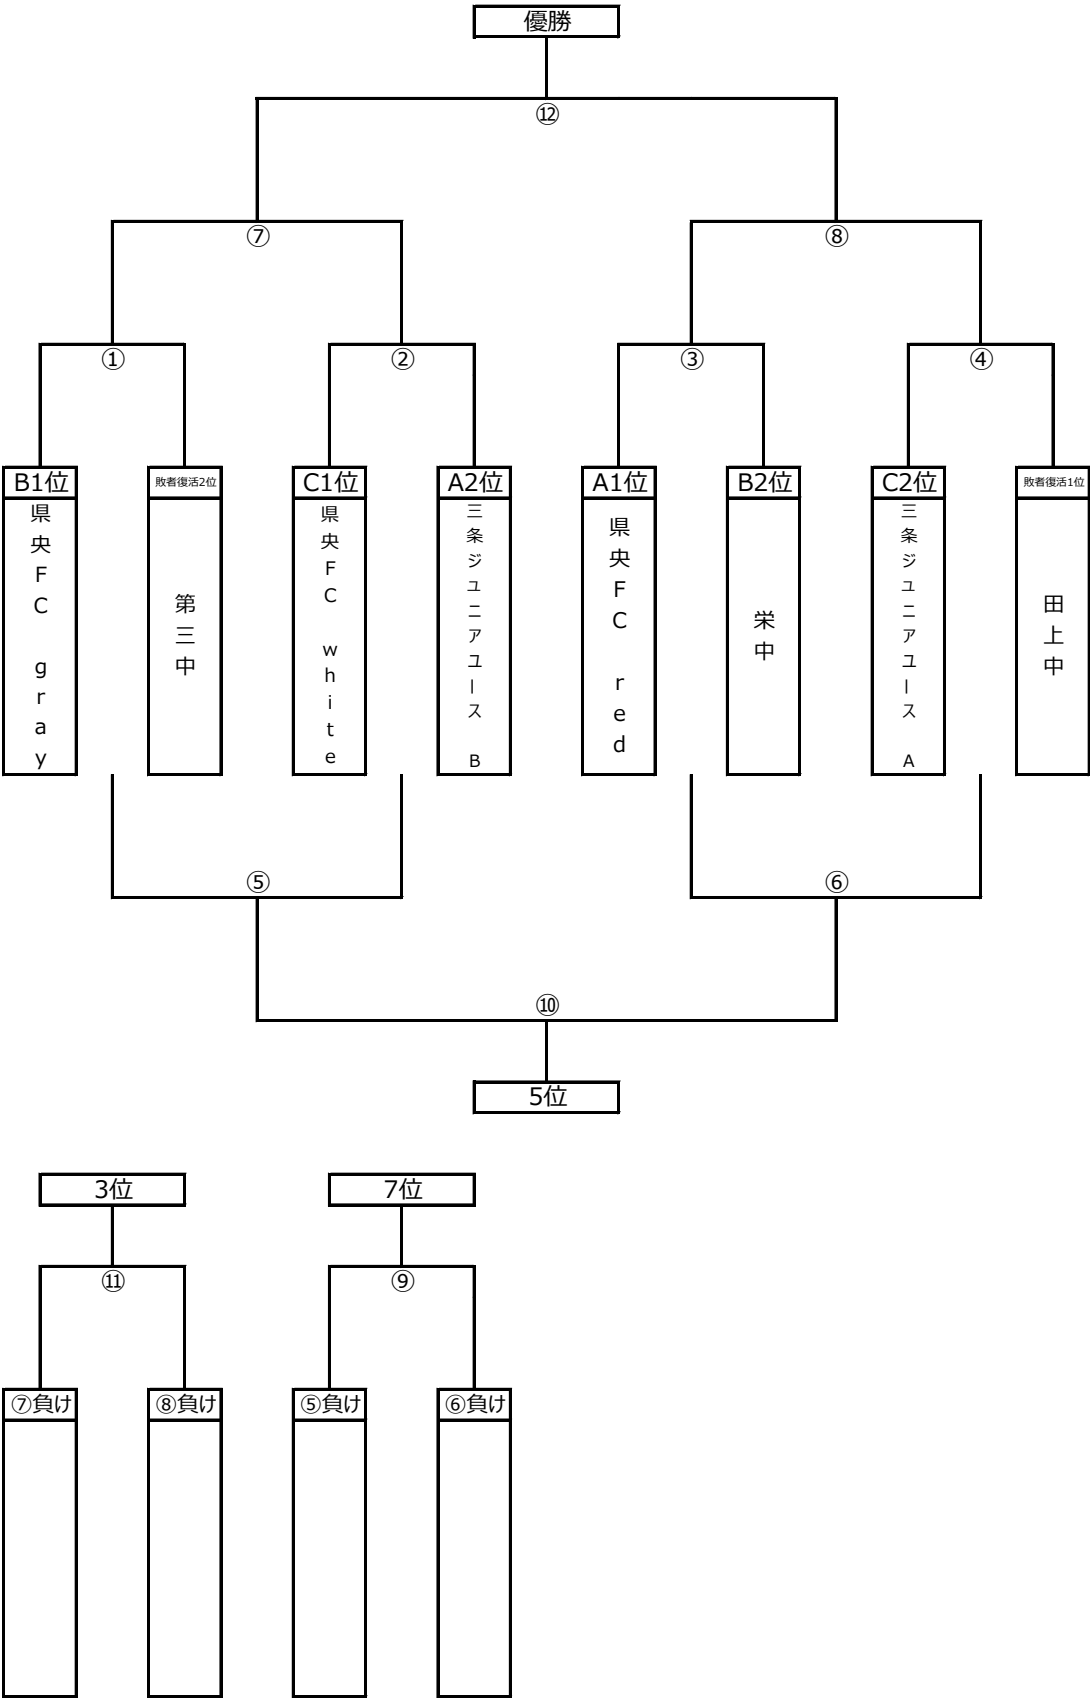 優勝
⑫
⑦
⑧
①
②
③
④
B1位
敗者復活2位
C1位
A2位
A1位
B2位
C2位
敗者復活1位
県央FC gray
第三中
県央FC white
三条ジュニアユース B
県央FC red
栄中
三条ジュニアユース A
田上中
⑤
⑥
⑩
5位
3位
7位
⑪
⑨
⑦負け
⑧負け
⑤負け
⑥負け